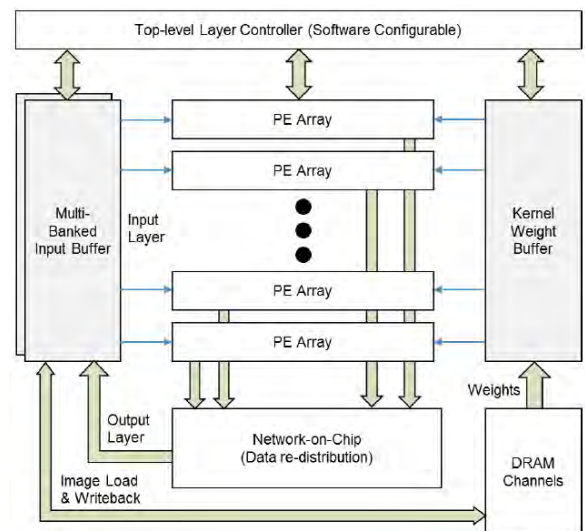 Top-level Layer Controller (Software Configurable)
PE Array
PE Array
Multi-
Banked
Input Buffer
Input
Layer
Kernel
Weight
Buffer
PE Array
PE Array
Weights
Output
Layer
Network-on-Chip
(Data re-distribution)
DRAM
Channels
Image Load
& Writeback